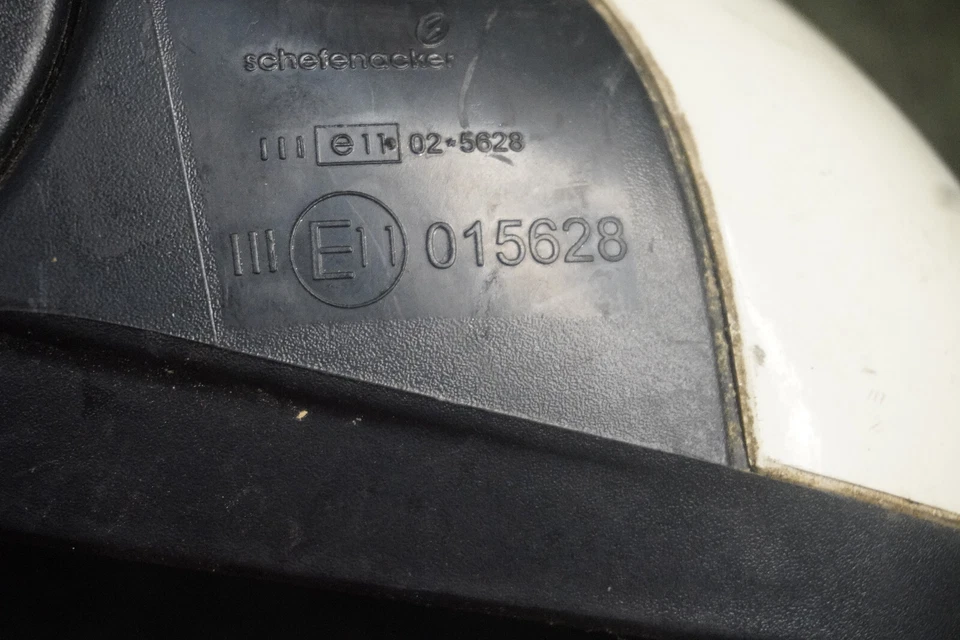 schefenacker
III e11* 02*5628
III E11 015628